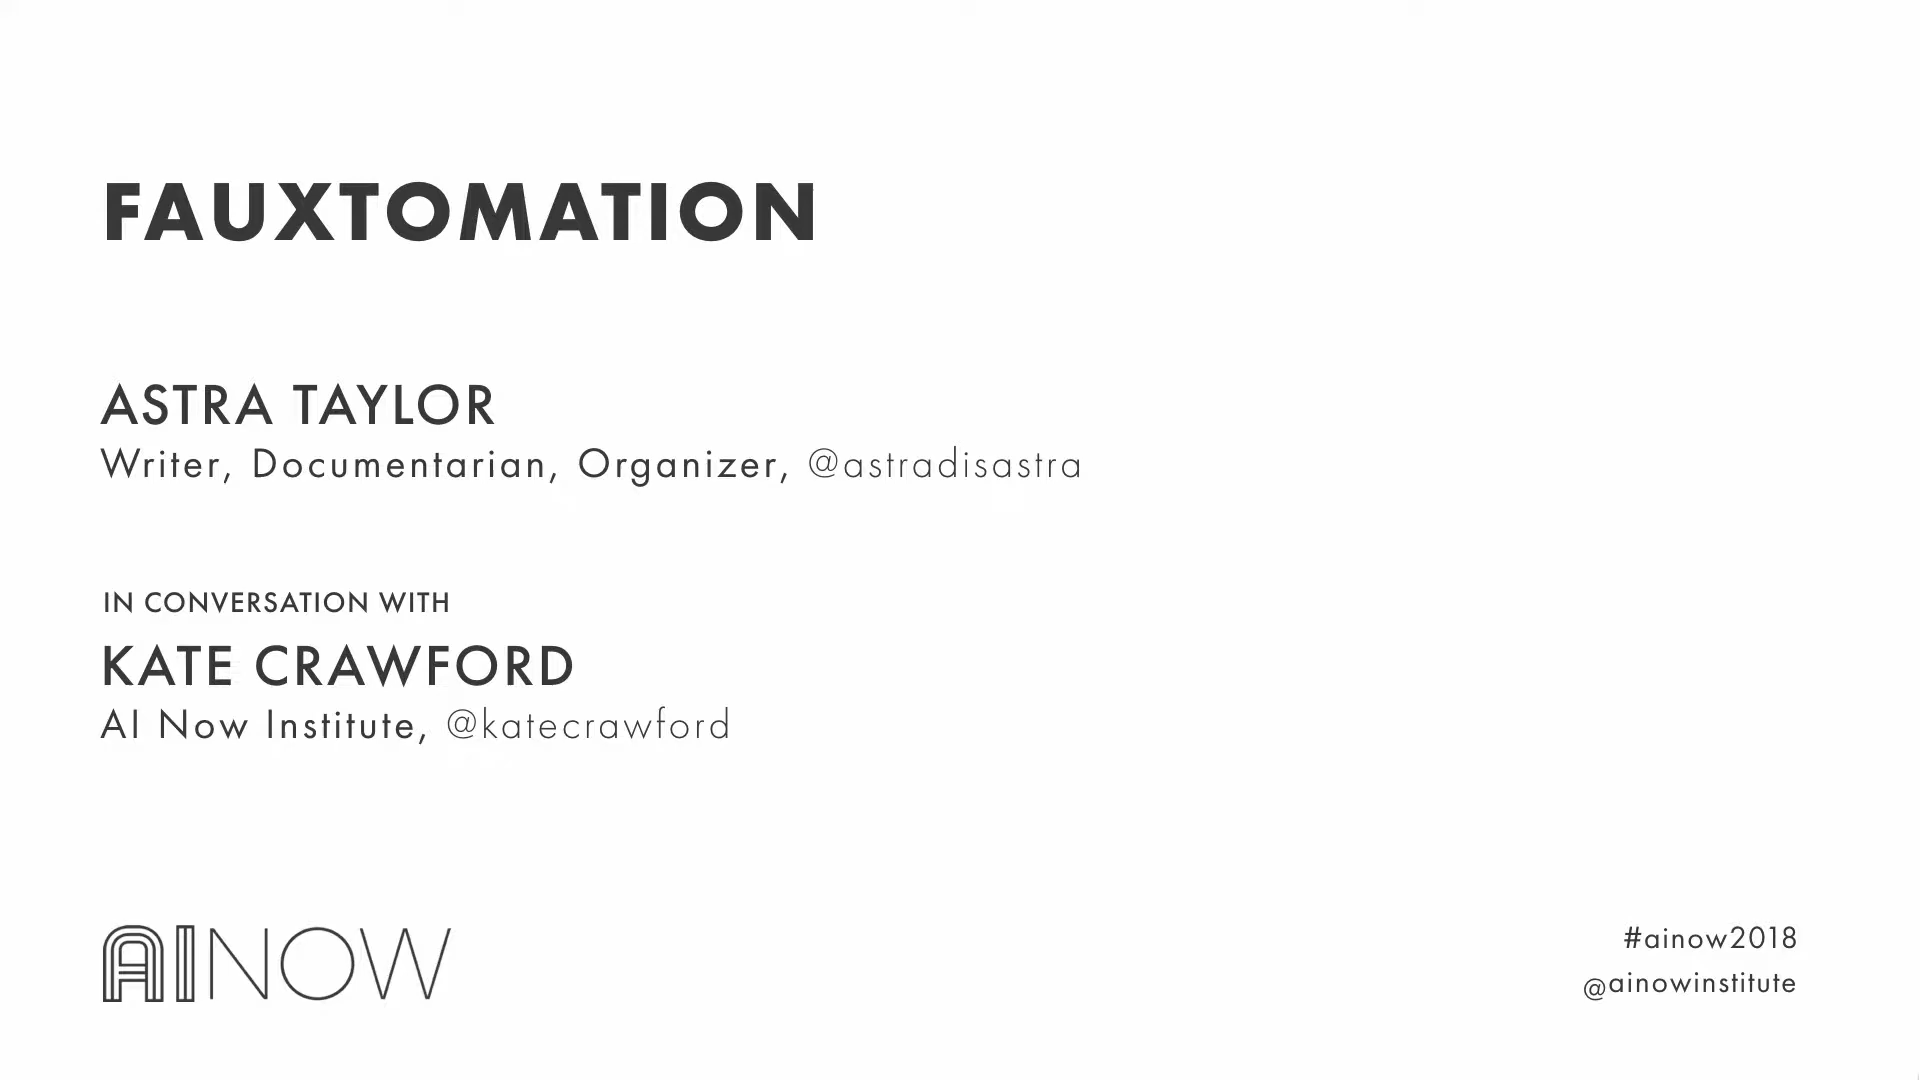 FAUXTOMATION
ASTRA TAYLOR
Writer, Documentarian, Organizer, @astradisastra
IN CONVERSATION WITH
KATE CRAWFORD
AI Now Institute, @katecrawford
AINOW
#ainow2018
@ainowinstitute